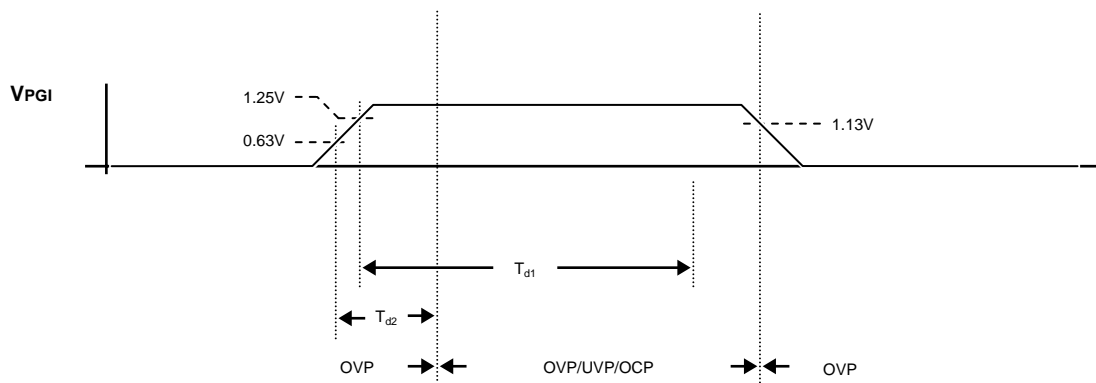 VPGI
1.25V
0.63V
1.13V
Td1
Td2
OVP
OVP/UVP/OCP
OVP